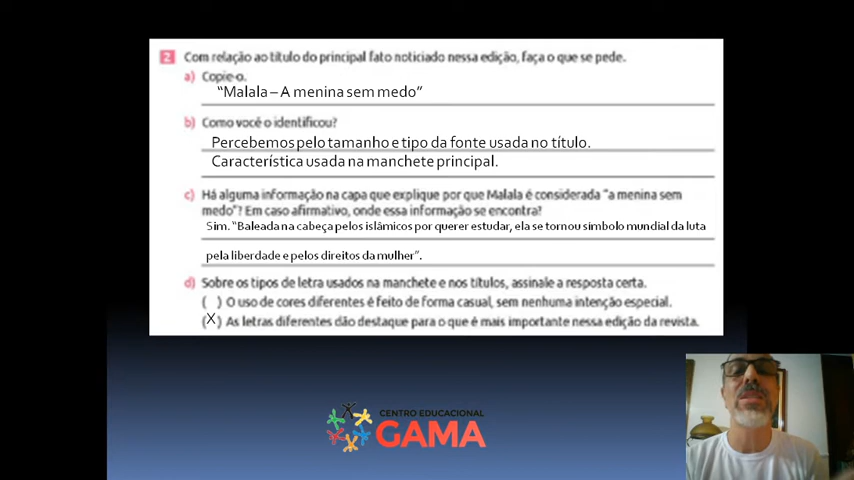 2 Com relação ao título do principal fato noticiado nessa edição, faça o que se pede.
a) Copie-o.
“Malala – A menina sem medo”
b) Como você o identificou?
Percebemos pelo tamanho e tipo da fonte usada no título.
Característica usada na manchete principal.
c) Há alguma informação na capa que explique por que Malala é considerada "a menina sem
medo"? Em caso afirmativo, onde essa informação se encontra?
Sim. “Baleada na cabeça pelos islâmicos por querer estudar, ela se tornou símbolo mundial da luta
pela liberdade e pelos direitos da mulher”.
d) Sobre os tipos de letra usados na manchete e nos títulos, assinale a resposta certa.
( ) O uso de cores diferentes é feito de forma casual, sem nenhuma intenção especial.
(X) As letras diferentes dão destaque para o que é mais importante nessa edição da revista.
CENTRO EDUCACIONAL
GAMA